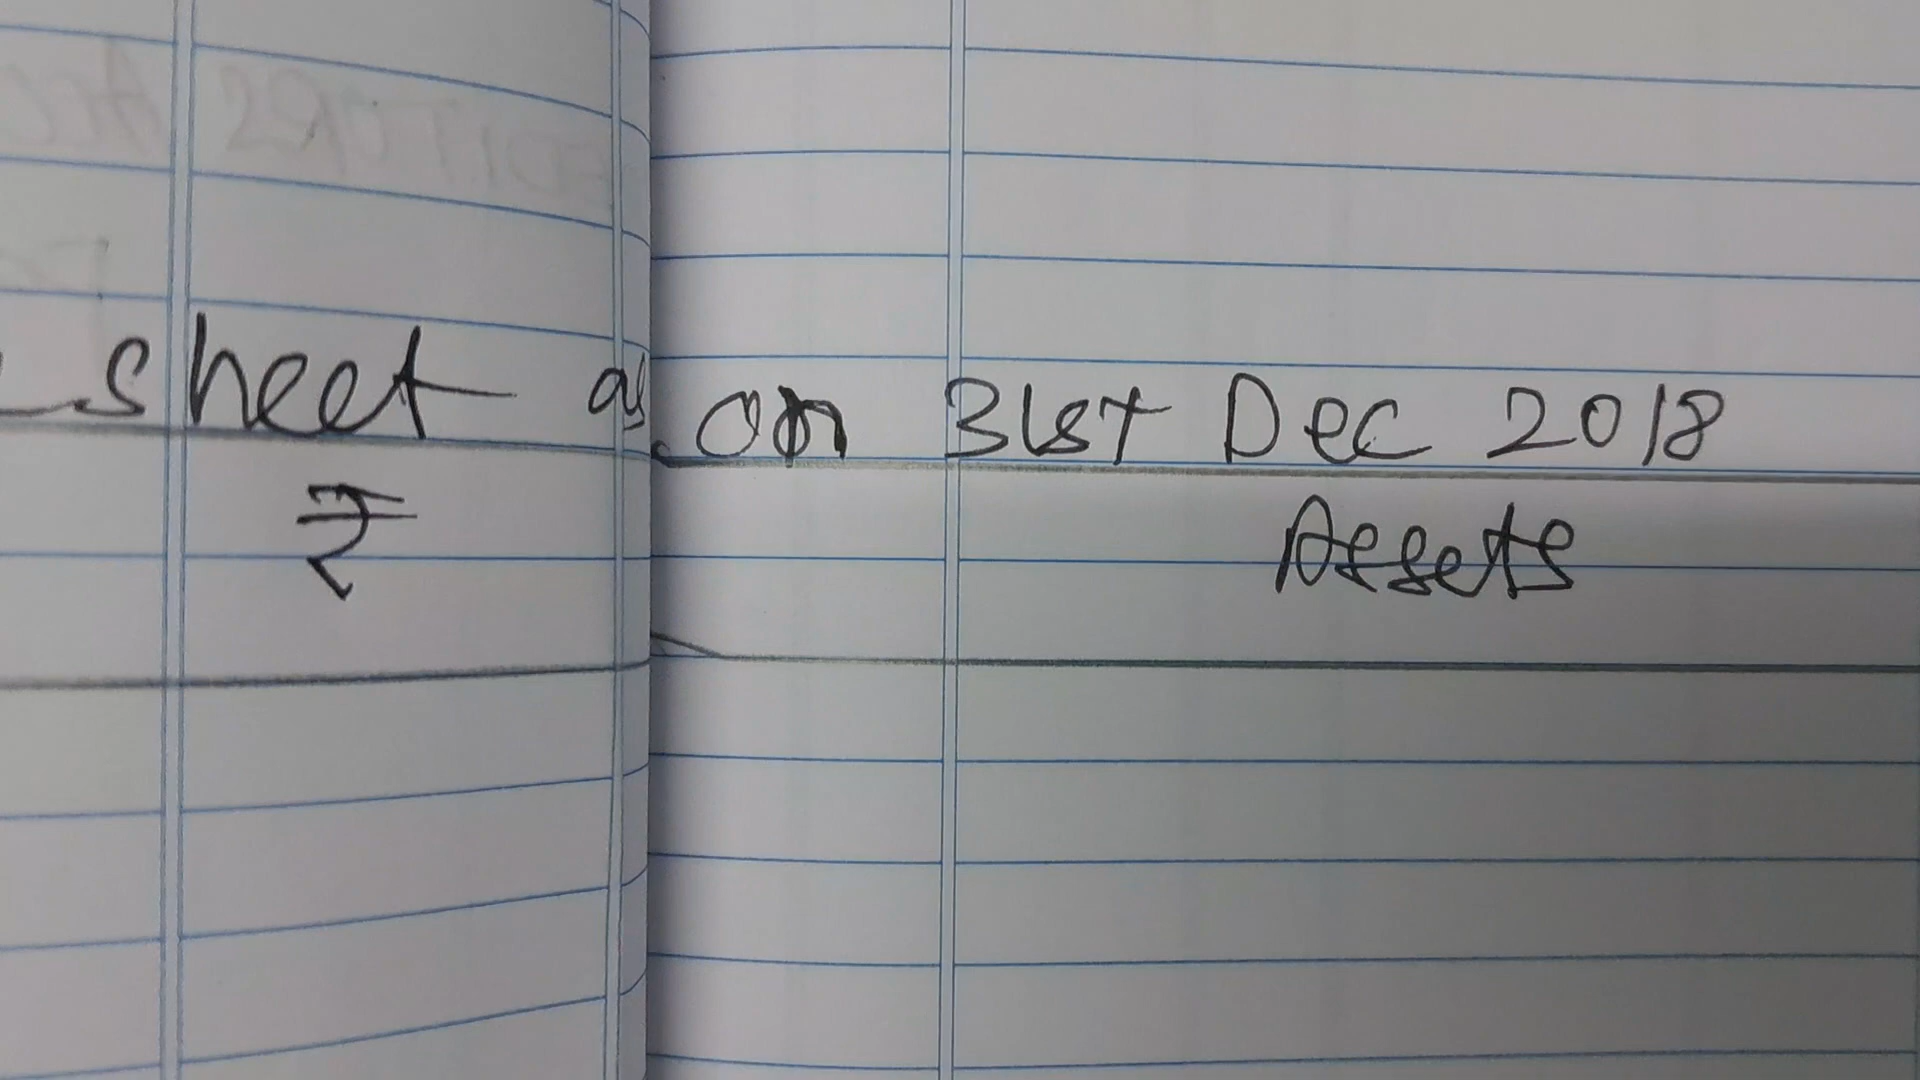 sheet as on 31st Dec 2018
₹ Assets